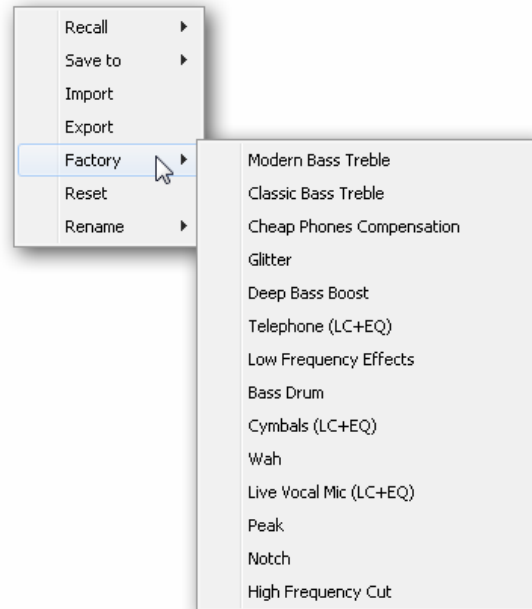 Recall
Save to
Import
Export
Factory
Reset
Rename
Modern Bass Treble
Classic Bass Treble
Cheap Phones Compensation
Glitter
Deep Bass Boost
Telephone (LC+EQ)
Low Frequency Effects
Bass Drum
Cymbals (LC+EQ)
Wah
Live Vocal Mic (LC+EQ)
Peak
Notch
High Frequency Cut